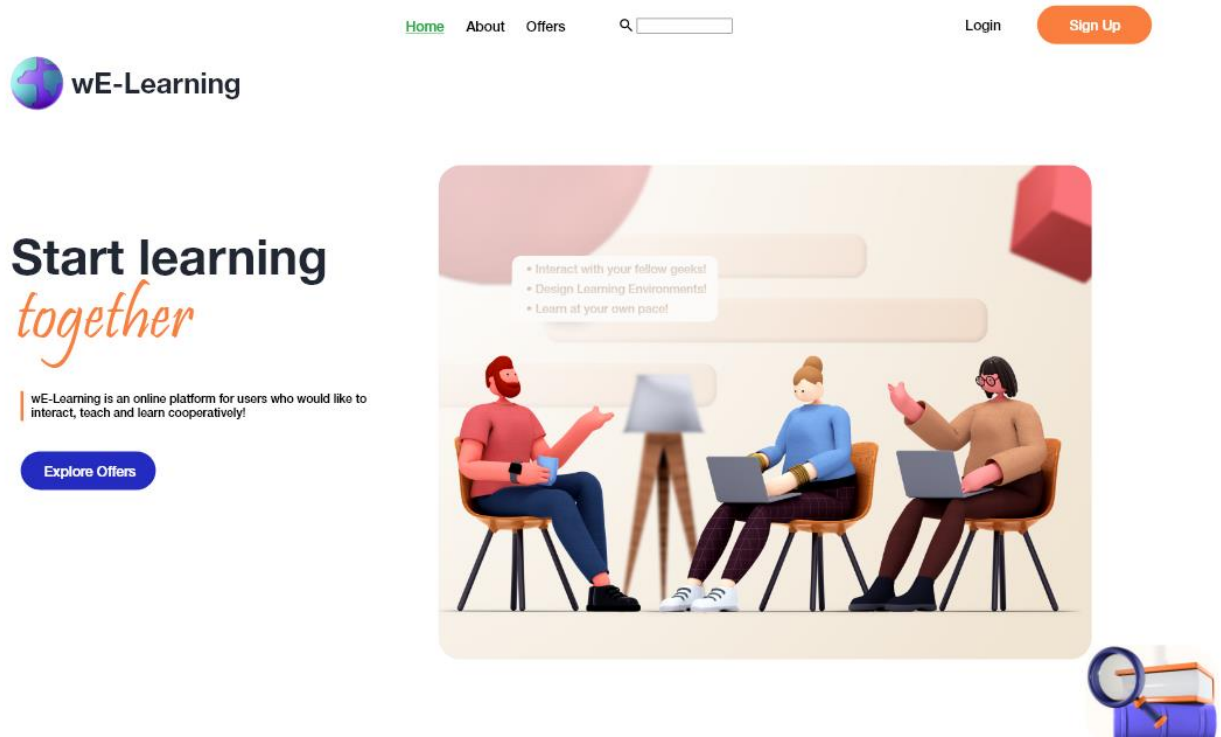 Home About Offers
Login
Sign Up
wE-Learning
Start learning
together
wE-Learning is an online platform for users who would like to
interact, teach and learn cooperatively!
Explore Offers
• Interact with your fellow geeks!
• Design Learning Environments!
• Learn at your own pace!